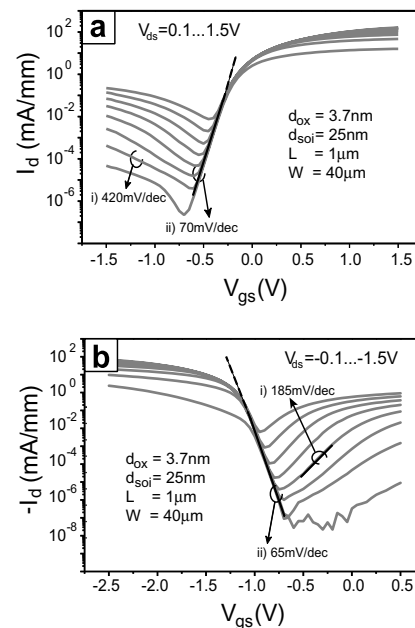 a
V_ds=0.1...1.5V
I_d (mA/mm)
10^2
10^0
10^-2
10^-4
10^-6
d_ox = 3.7nm
d_soi = 25nm
L = 1μm
W = 40μm
i) 420mV/dec
ii) 70mV/dec
-1.5 -1.0 -0.5 0.0 0.5 1.0 1.5
V_gs(V)
b
V_ds=-0.1...-1.5V
-I_d (mA/mm)
10^2
10^0
10^-2
10^-4
10^-6
10^-8
i) 185mV/dec
d_ox = 3.7nm
d_soi = 25nm
L = 1μm
W = 40μm
ii) 65mV/dec
-2.5 -2.0 -1.5 -1.0 -0.5 0.0 0.5
V_gs(V)